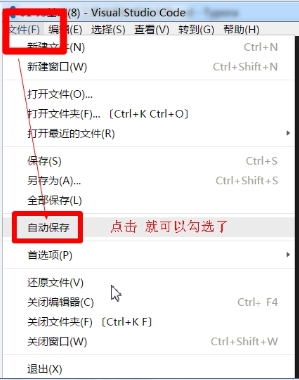 (8) - Visual Studio Code
文件(F) 编辑(E) 选择(S) 查看(V) 转到(G) 帮助(H)
新建文件(N) Ctrl+N
新建窗口(W) Ctrl+Shift+N
打开文件(O)...
打开文件夹(F)... 〔Ctrl+K Ctrl+O〕
打开最近的文件(R)
保存(S) Ctrl+S
另存为(A)... Ctrl+Shift+S
全部保存(L)
自动保存 点击 就可以勾选了
首选项(P)
还原文件(V)
关闭编辑器(C) Ctrl+ F4
关闭文件夹(F) 〔Ctrl+K F〕
关闭窗口(W) Ctrl+Shift+W
退出(X)